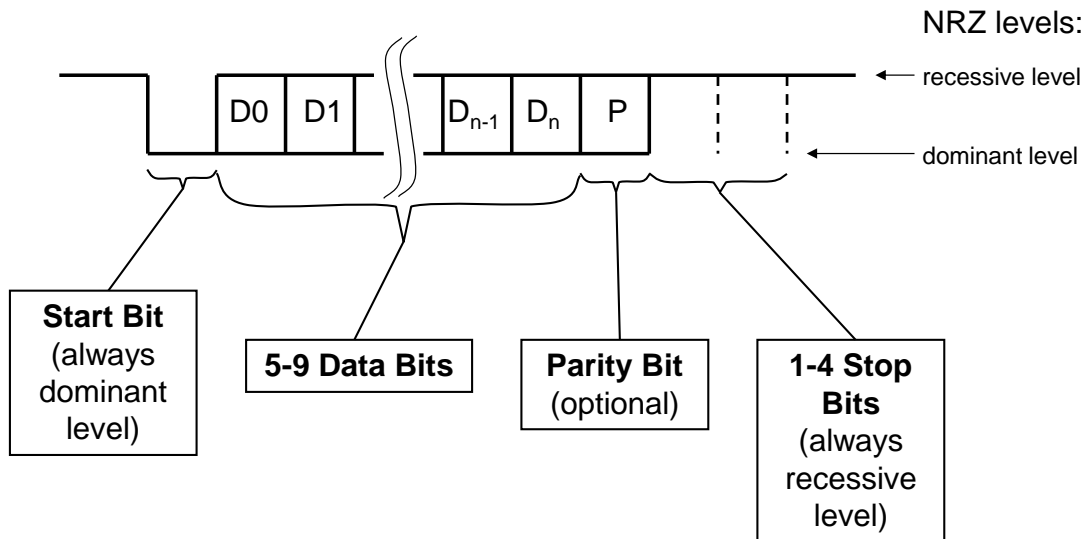 NRZ levels:
recessive level
D0 D1 Dn-1 Dn P
dominant level
Start Bit
(always
dominant
level)
5-9 Data Bits
Parity Bit
(optional)
1-4 Stop
Bits
(always
recessive
level)